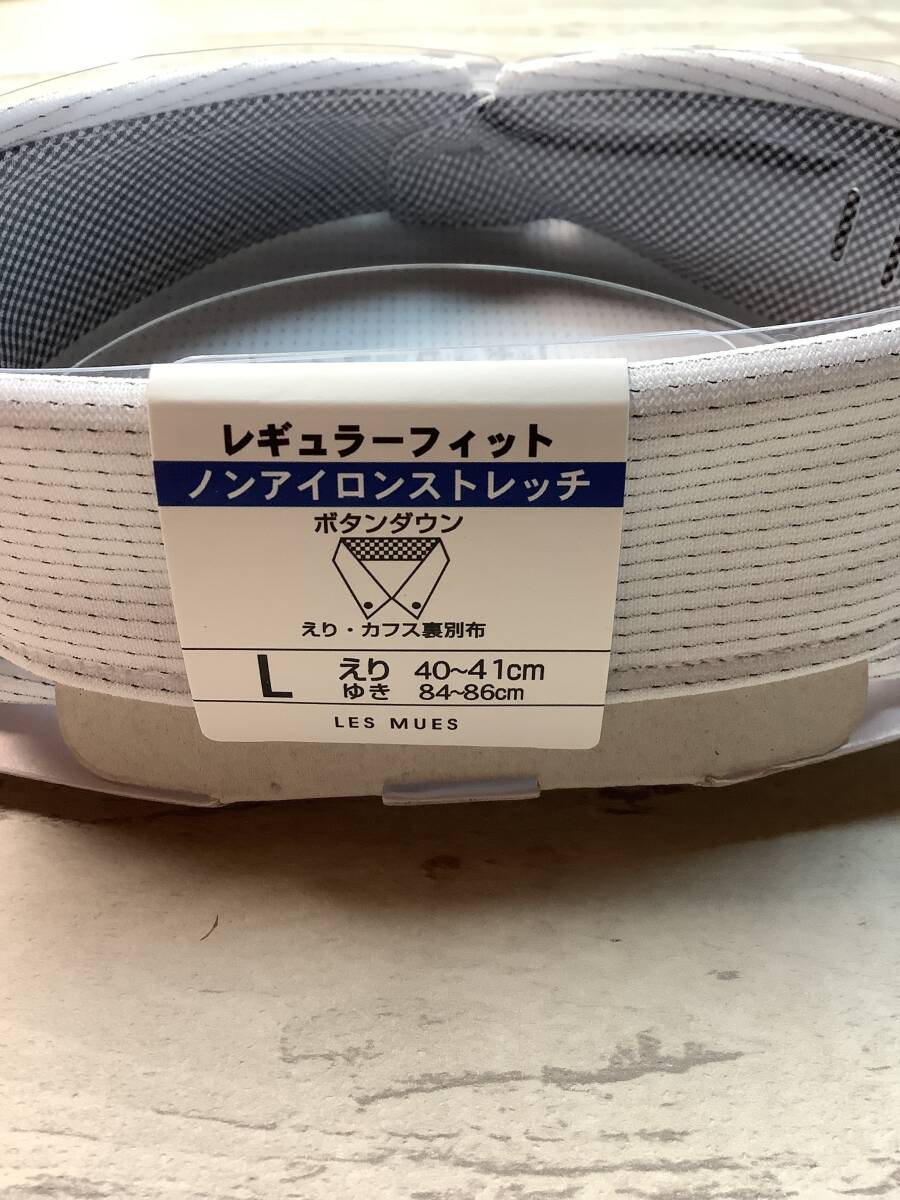 レギュラーフィット
ノンアイロンストレッチ
ボタンダウン
えり・カフス裏別布
L えり 40~41cm
ゆき 84~86cm
LES MUES